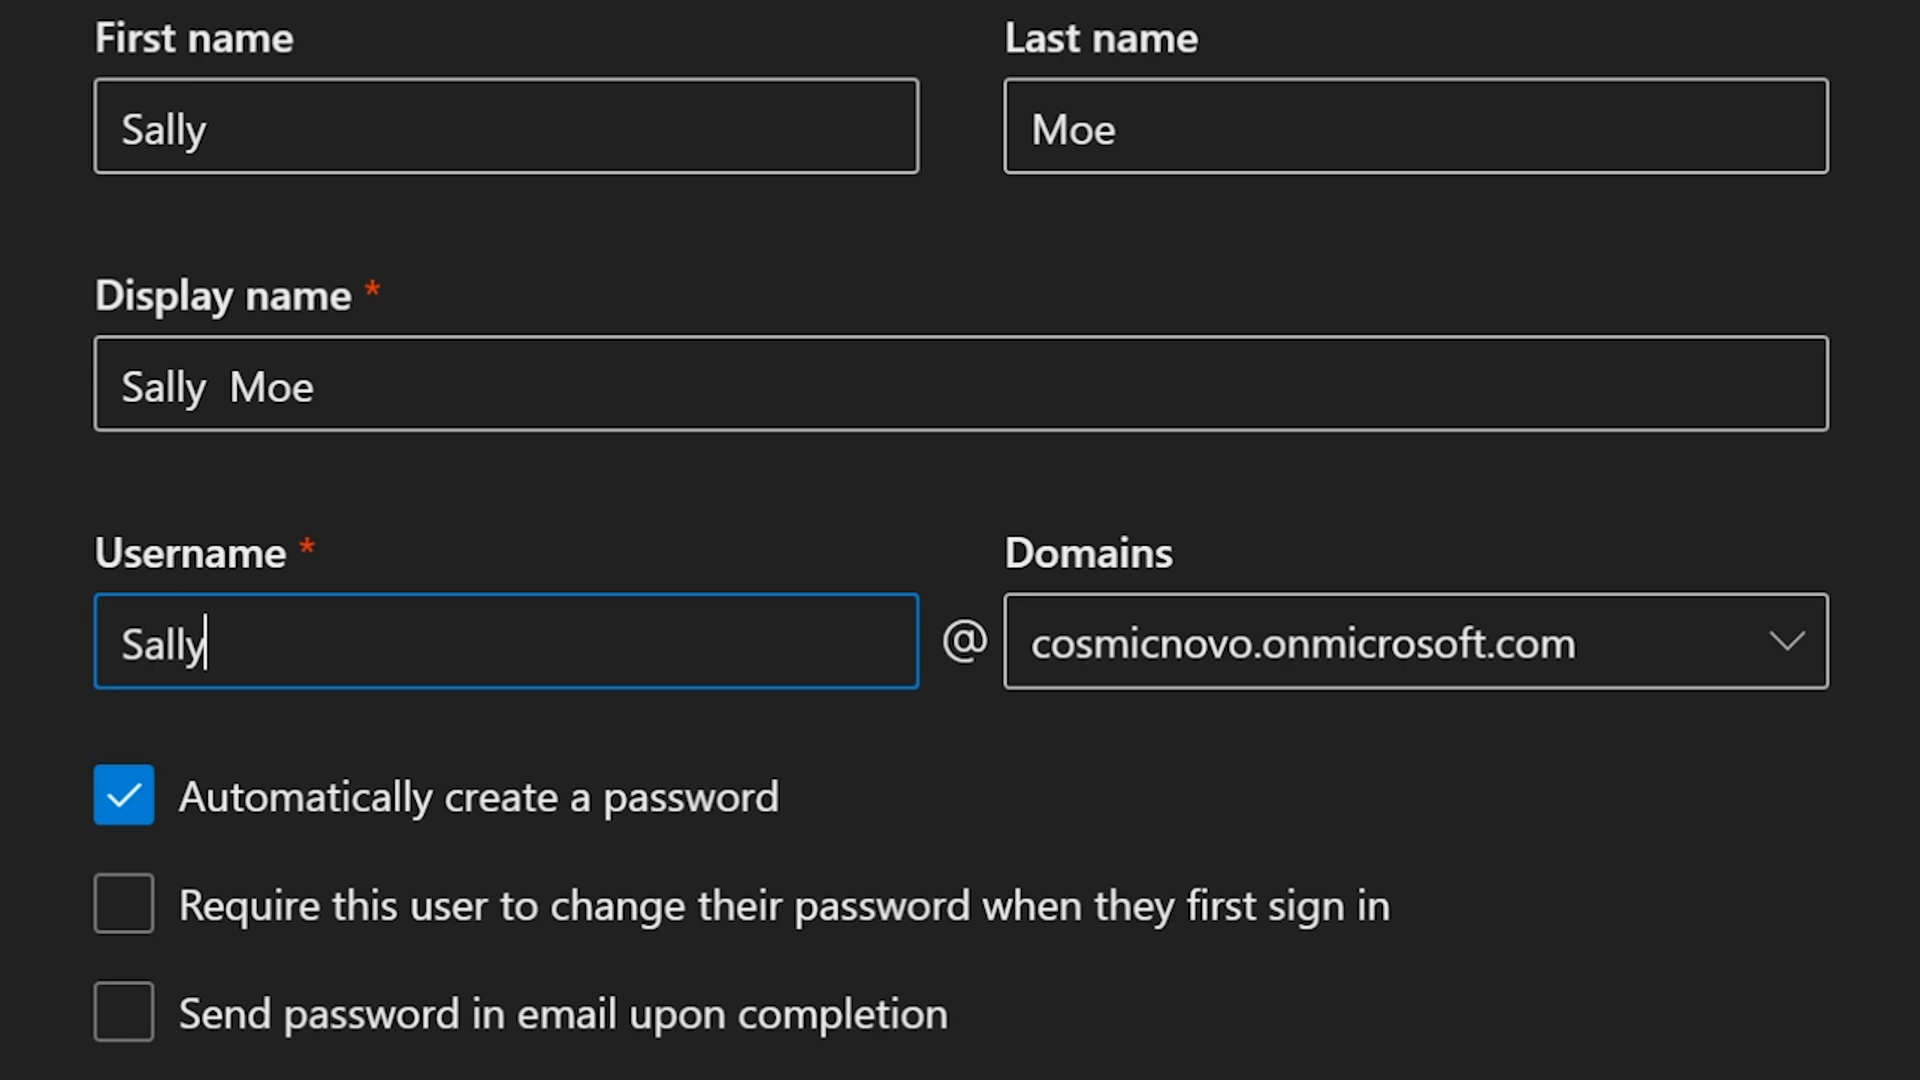 First name
Last name
Sally
Moe
Display name *
Sally  Moe
Username *
Domains
Sally
@
cosmicnovo.onmicrosoft.com
Automatically create a password
Require this user to change their password when they first sign in
Send password in email upon completion